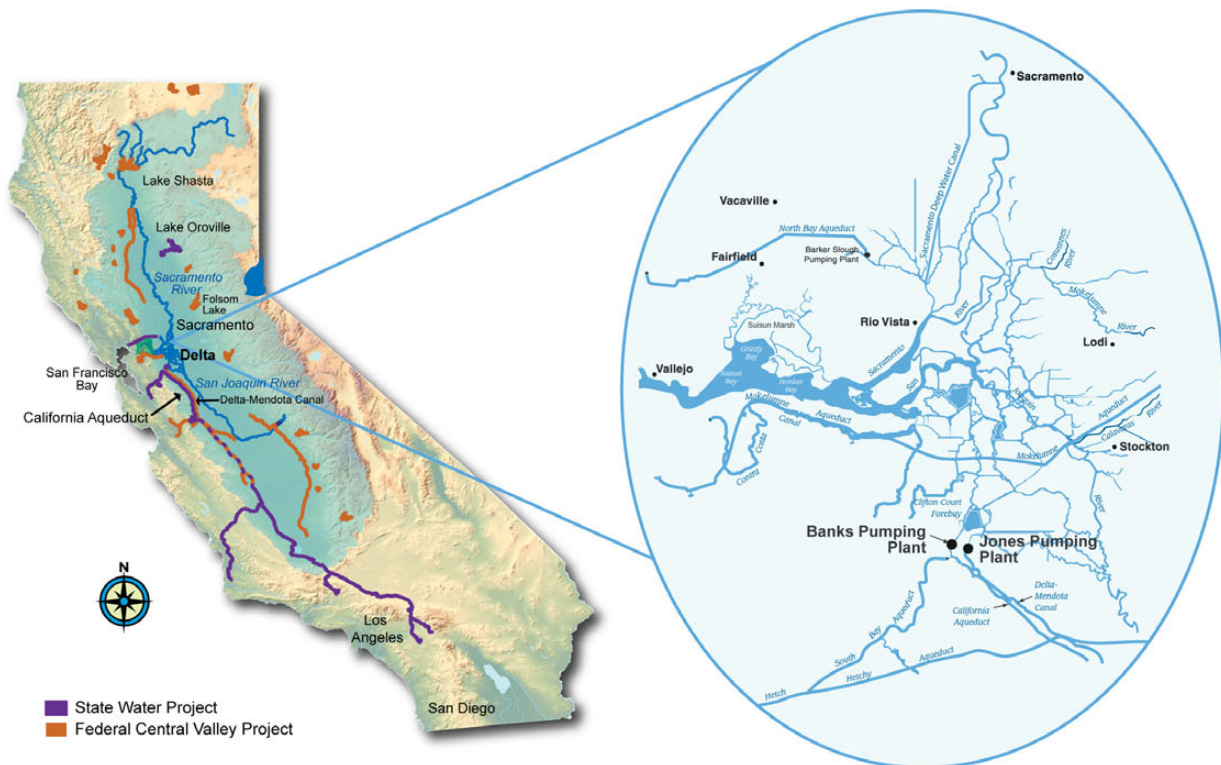 Lake Shasta
Lake Oroville
Sacramento
River
Folsom
Lake
Sacramento
Delta
San Francisco
Bay
San Joaquin River
Delta-Mendota Canal
California Aqueduct
N
Los
Angeles
San Diego
State Water Project
Federal Central Valley Project
Sacramento
Sacramento Deep Water Canal
Vacaville
North Bay Aqueduct
Barker Slough
Pumping Plant
Fairfield
Cosumnes
River
Mokelumne
River
Lodi
Rio Vista
River
Sacramento
Suisun Marsh
Grizzly
Bay
Suisun
Bay
Honker
Bay
Vallejo
San
Joaquin
Mokelumne
Aqueduct
Canal
Costa
Contra
Mokelumne
Aqueduct
Calaveras
River
Stockton
River
Clifton Court
Forebay
Banks Pumping
Plant
Jones Pumping
Plant
Delta-
Mendota
Canal
California
Aqueduct
South
Bay
Aqueduct
Hetch
Hetchy
Aqueduct